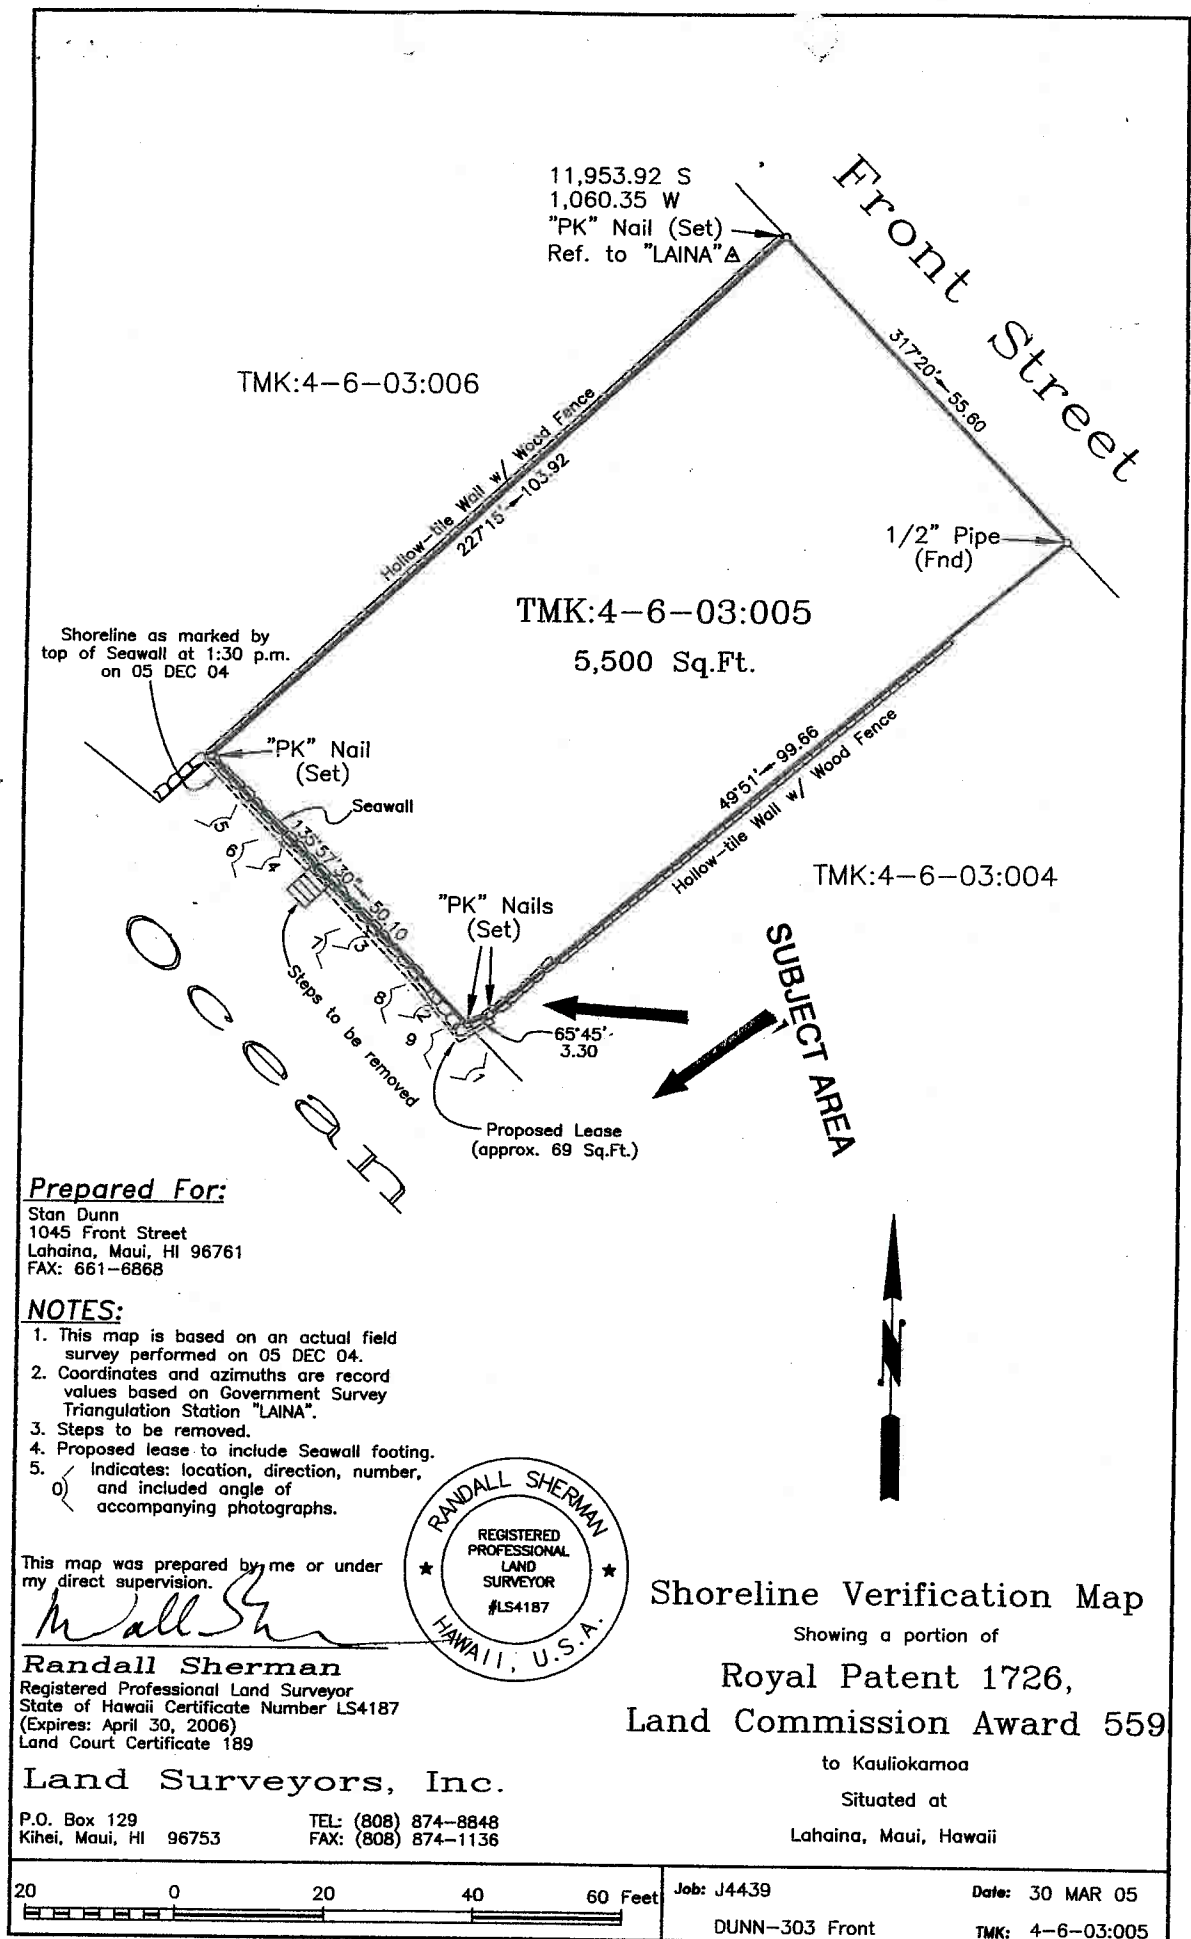 11,953.92 S
1,060.35 W
"PK" Nail (Set)
Ref. to "LAINA"
Front Street
317°20' 55.60
TMK:4-6-03:006
Hollow-tile Wall w/ Wood Fence
227°15' 103.92
1/2" Pipe
(Fnd)
TMK:4-6-03:005
5,500 Sq.Ft.
Shoreline as marked by
top of Seawall at 1:30 p.m.
on 05 DEC 04
"PK" Nail
(Set)
Seawall
135°57'30" 50.10
49°51' 99.66
Hollow-tile Wall w/ Wood Fence
TMK:4-6-03:004
5
6
4
"PK" Nails
(Set)
7
3
8
2
9
1
Steps to be removed
65°45'
3.30
SUBJECT AREA
Ocean
Proposed Lease
(approx. 69 Sq.Ft.)
N
Prepared For:
Stan Dunn
1045 Front Street
Lahaina, Maui, HI 96761
FAX: 661-6868
NOTES:
1. This map is based on an actual field
survey performed on 05 DEC 04.
2. Coordinates and azimuths are record
values based on Government Survey
Triangulation Station "LAINA".
3. Steps to be removed.
4. Proposed lease to include Seawall footing.
5. Indicates: location, direction, number,
0 and included angle of
accompanying photographs.
RANDALL SHERMAN
REGISTERED
PROFESSIONAL
LAND
SURVEYOR
#LS4187
HAWAII, U.S.A.
This map was prepared by me or under
my direct supervision.
Randall Sherman
Registered Professional Land Surveyor
State of Hawaii Certificate Number LS4187
(Expires: April 30, 2006)
Land Court Certificate 189
Land Surveyors, Inc.
P.O. Box 129 TEL: (808) 874-8848
Kihei, Maui, HI 96753 FAX: (808) 874-1136
Shoreline Verification Map
Showing a portion of
Royal Patent 1726,
Land Commission Award 559
to Kauliokamoa
Situated at
Lahaina, Maui, Hawaii
20 0 20 40 60 Feet
Job: J4439 Date: 30 MAR 05
DUNN-303 Front TMK: 4-6-03:005